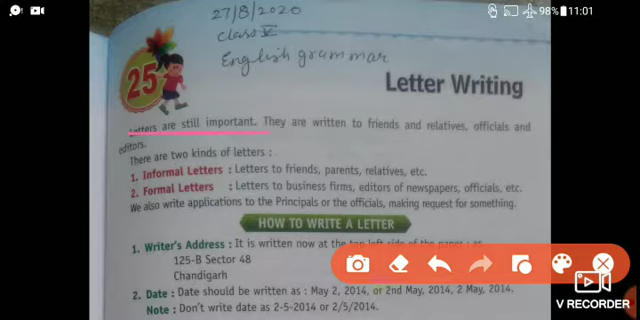 98% 11:01
27/8/2020
class V
English grammar
25
Letter Writing
Letters are still important. They are written to friends and relatives, officials and
editors.
There are two kinds of letters :
1. Informal Letters : Letters to friends, parents, relatives, etc.
2. Formal Letters : Letters to business firms, editors of newspapers, officials, etc.
We also write applications to the Principals or the officials, making request for something.
HOW TO WRITE A LETTER
1. Writer's Address : It is written now at the top left side of the paper : as
125-B Sector 48
Chandigarh
2. Date : Date should be written as : May 2, 2014, or 2nd May, 2014, 2 May, 2014.
Note : Don't write date as 2-5-2014 or 2/5/2014.
V RECORDER